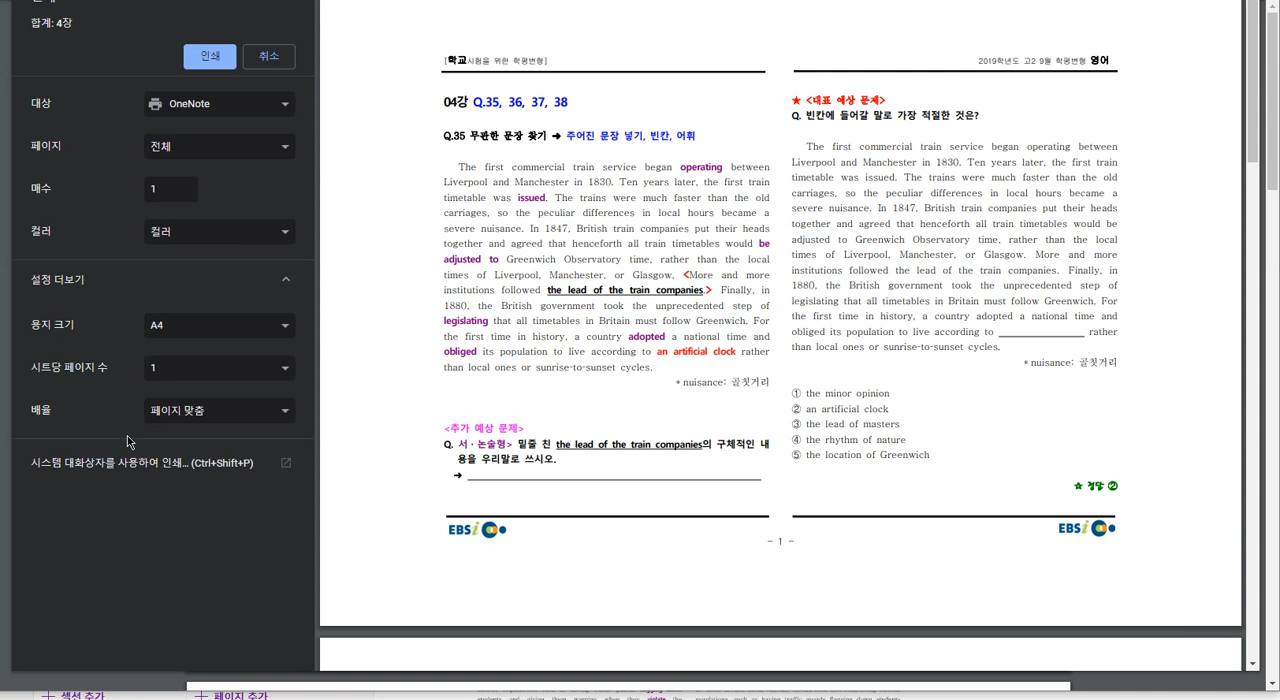 합계: 4장
인쇄
취소
대상
OneNote
페이지
전체
매수
1
컬러
컬러
설정 더보기
용지 크기
A4
시트당 페이지 수
1
배율
페이지 맞춤
시스템 대화상자를 사용하여 인쇄... (Ctrl+Shift+P)
[학교시험을 위한 학평변형]
04강 Q.35, 36, 37, 38
Q.35 무관한 문장 찾기 ➜ 주어진 문장 넣기, 빈칸, 어휘
The first commercial train service began operating between
Liverpool and Manchester in 1830. Ten years later, the first train
timetable was issued. The trains were much faster than the old
carriages, so the peculiar differences in local hours became a
severe nuisance. In 1847, British train companies put their heads
together and agreed that henceforth all train timetables would be
adjusted to Greenwich Observatory time, rather than the local
times of Liverpool, Manchester, or Glasgow. <More and more
institutions followed the lead of the train companies.> Finally, in
1880, the British government took the unprecedented step of
legislating that all timetables in Britain must follow Greenwich. For
the first time in history, a country adopted a national time and
obliged its population to live according to an artificial clock rather
than local ones or sunrise-to-sunset cycles.
* nuisance: 골칫거리
<추가 예상 문제>
Q. 서·논술형> 밑줄 친 the lead of the train companies의 구체적인 내
용을 우리말로 쓰시오.
➜
EBSi
2019학년도 고2 9월 학평변형 영어
★ <대표 예상 문제>
Q. 빈칸에 들어갈 말로 가장 적절한 것은?
The first commercial train service began operating between
Liverpool and Manchester in 1830. Ten years later, the first train
timetable was issued. The trains were much faster than the old
carriages, so the peculiar differences in local hours became a
severe nuisance. In 1847, British train companies put their heads
together and agreed that henceforth all train timetables would be
adjusted to Greenwich Observatory time, rather than the local
times of Liverpool, Manchester, or Glasgow. More and more
institutions followed the lead of the train companies. Finally, in
1880, the British government took the unprecedented step of
legislating that all timetables in Britain must follow Greenwich. For
the first time in history, a country adopted a national time and
obliged its population to live according to ______________ rather
than local ones or sunrise-to-sunset cycles.
* nuisance: 골칫거리
① the minor opinion
② an artificial clock
③ the lead of masters
④ the rhythm of nature
⑤ the location of Greenwich
☆ 정답 ②
EBSi
- 1 -
섹션 추가
페이지 추가